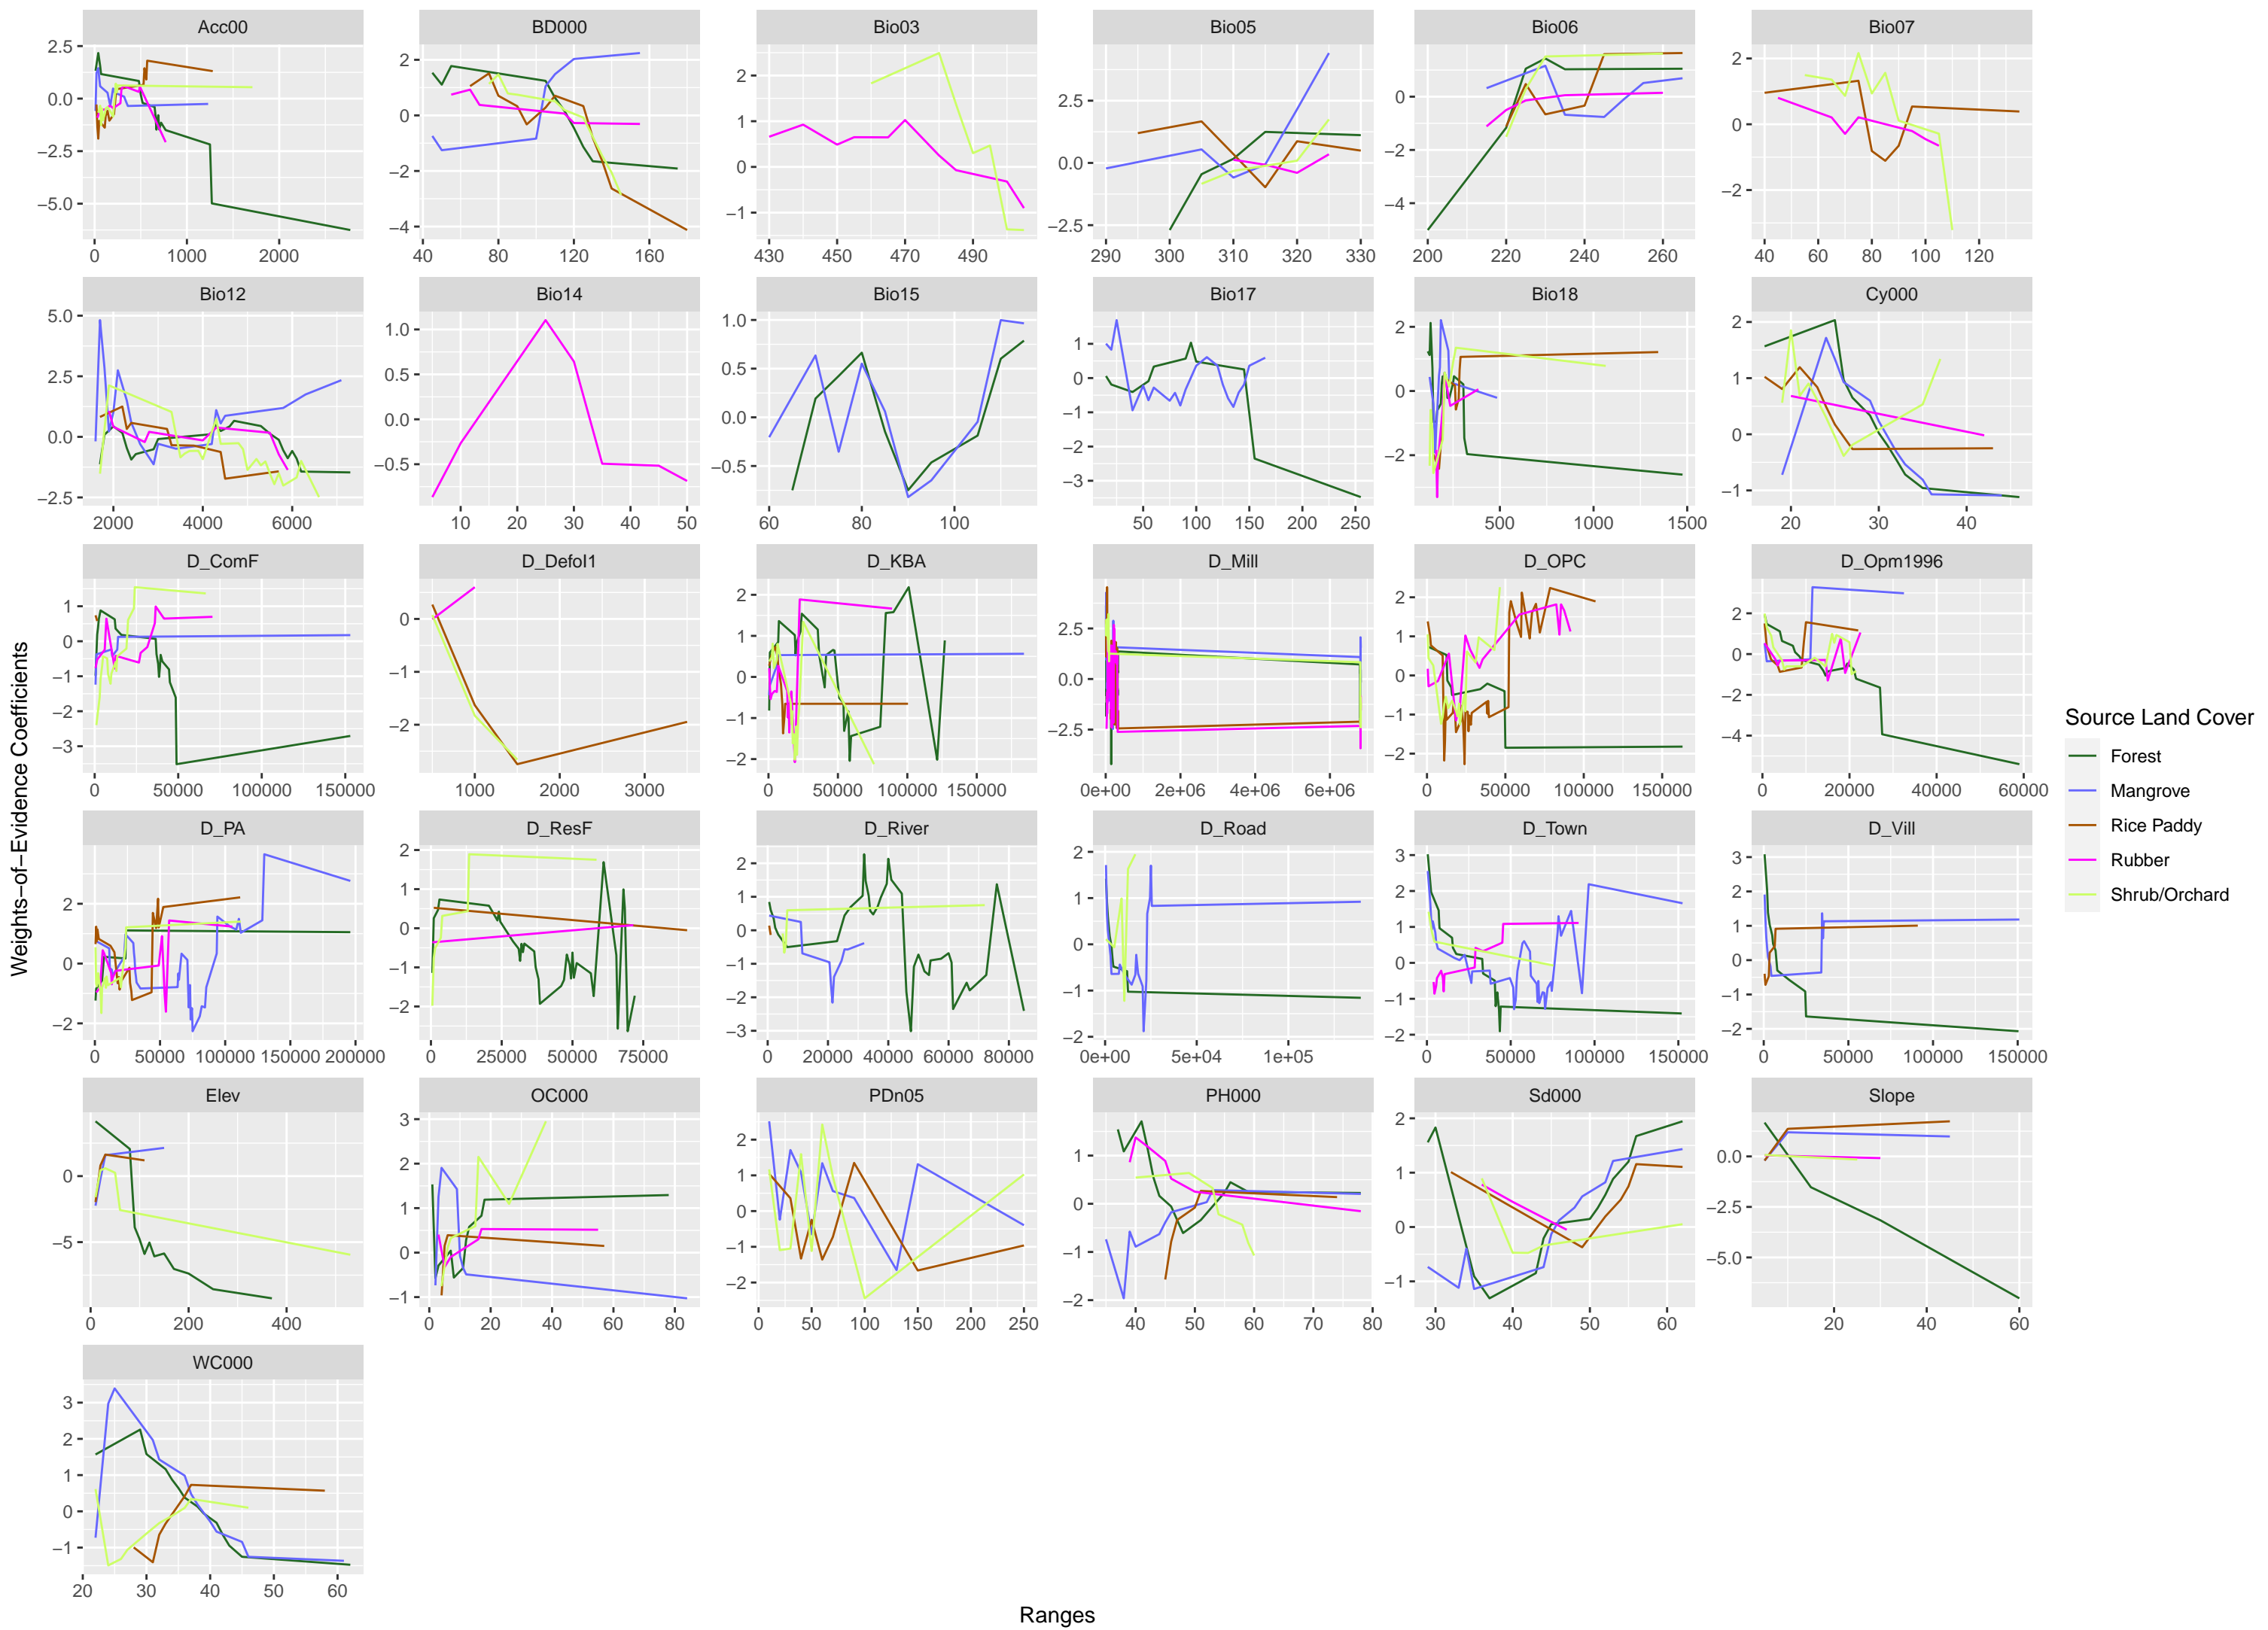 Acc00 BD000 Bio03 Bio05 Bio06 Bio07
2.5 0.0 −2.5 −5.0
2 0 −2 −4
2 1 0 −1
2.5 0.0 −2.5
0 −2 −4
2 0 −2
0 1000 2000
40 80 120 160
430 450 470 490
290 300 310 320 330
200 220 240 260
40 60 80 100 120
Bio12 Bio14 Bio15 Bio17 Bio18 Cy000
5.0 2.5 0.0 −2.5
1.0 0.5 0.0 −0.5
1.0 0.5 0.0 −0.5
1 0 −1 −2 −3
2 0 −2
2 1 0 −1
2000 4000 6000
10 20 30 40 50
60 80 100
50 100 150 200 250
500 1000 1500
20 30 40
D_ComF D_Defol1 D_KBA D_Mill D_OPC D_Opm1996
1 0 −1 −2 −3
0 −1 −2
2 1 0 −1 −2
2.5 0.0 −2.5
2 1 0 −1 −2
2 0 −2 −4
0 50000 100000 150000
1000 2000 3000
0 50000 100000 150000
0e+00 2e+06 4e+06 6e+06
0 50000 100000 150000
0 20000 40000 60000
D_PA D_ResF D_River D_Road D_Town D_Vill
2 0 −2
2 1 0 −1 −2
2 1 0 −1 −2 −3
2 1 0 −1 −2
3 2 1 0 −1 −2
3 2 1 0 −1 −2
0 50000 100000 150000 200000
0 25000 50000 75000
0 20000 40000 60000 80000
0e+00 5e+04 1e+05
0 50000 100000 150000
0 50000 100000 150000
Elev OC000 PDn05 PH000 Sd000 Slope
0 −5
3 2 1 0 −1
2 1 0 −1 −2
1 0 −1 −2
2 1 0 −1
0.0 −2.5 −5.0
0 200 400
0 20 40 60 80
0 50 100 150 200 250
40 50 60 70 80
30 40 50 60
20 40 60
WC000
3 2 1 0 −1
20 30 40 50 60
Ranges
Weights−of−Evidence Coefficients
Source Land Cover
Forest
Mangrove
Rice Paddy
Rubber
Shrub/Orchard